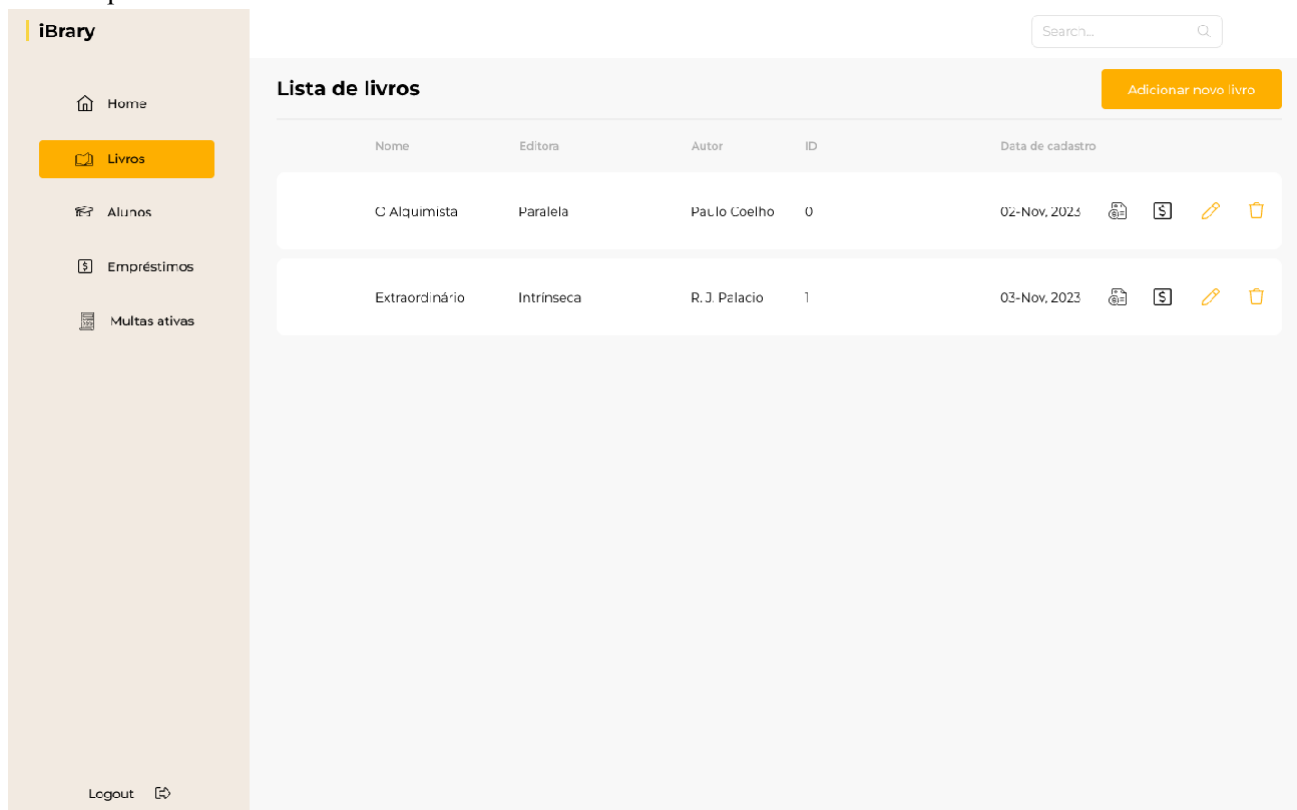 iBrary
Search...
Home
Livros
Alunos
Empréstimos
Multas ativas
Logout
Lista de livros
Adicionar novo livro
Nome Editora Autor ID Data de cadastro
O Alquimista Paralela Paulo Coelho 0 02-Nov, 2023
Extraordinário Intrínseca R. J. Palacio 1 03-Nov, 2023